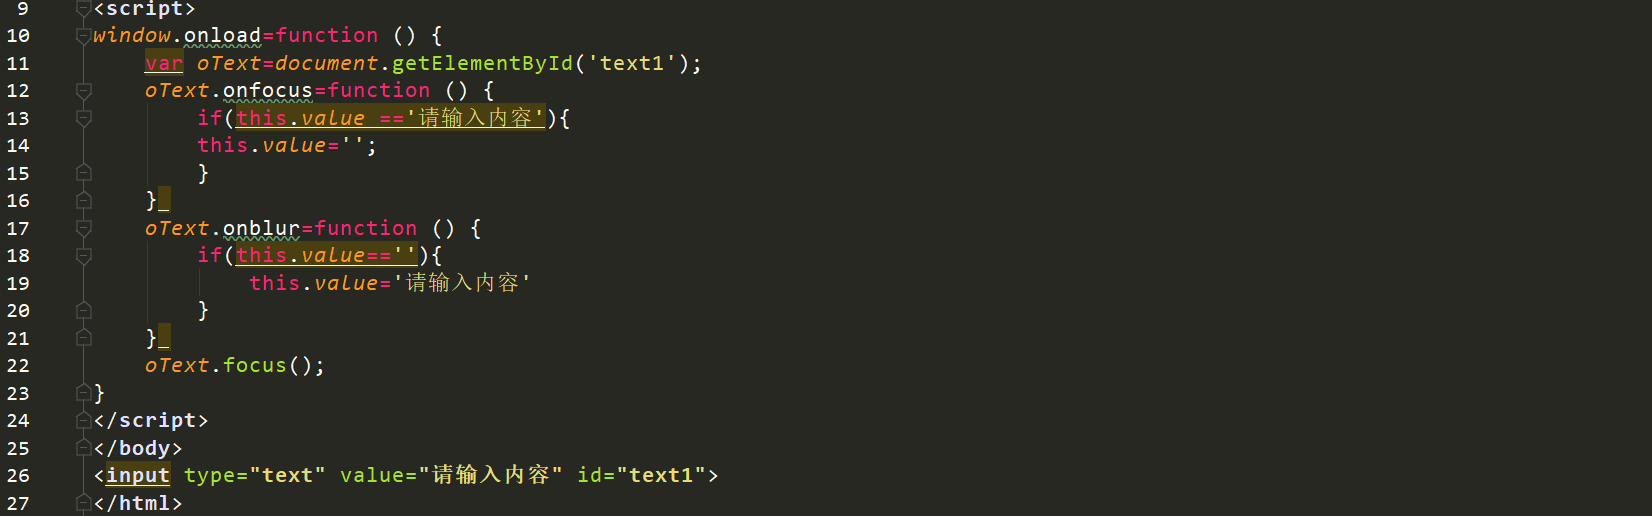 9 <script>
10 window.onload=function () {
11     var oText=document.getElementById('text1');
12     oText.onfocus=function () {
13         if(this.value =='请输入内容'){
14         this.value='';
15         }
16     }
17     oText.onblur=function () {
18         if(this.value==''){
19             this.value='请输入内容'
20         }
21     }
22     oText.focus();
23 }
24 </script>
25 </body>
26 <input type="text" value="请输入内容" id="text1">
27 </html>